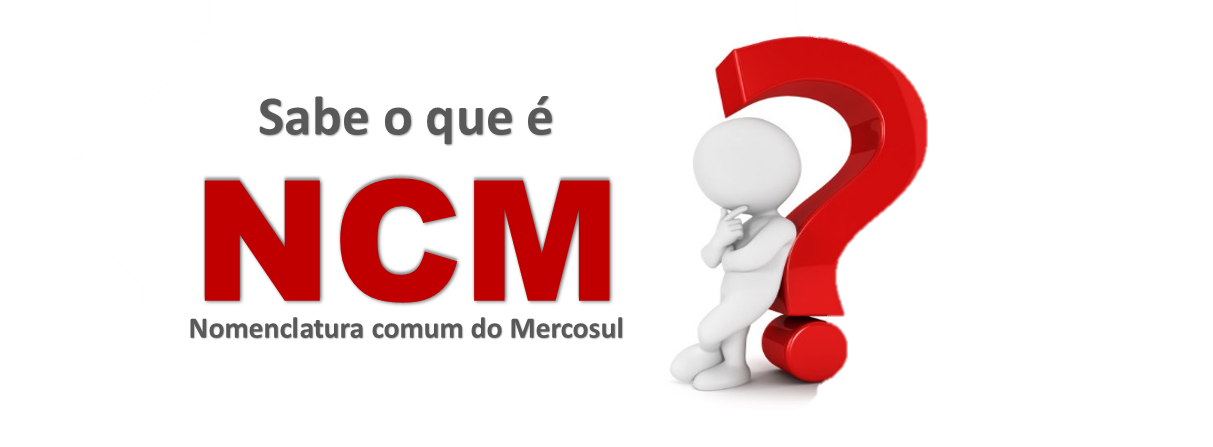 Sabe o que é
NCM
Nomenclatura comum do Mercosul